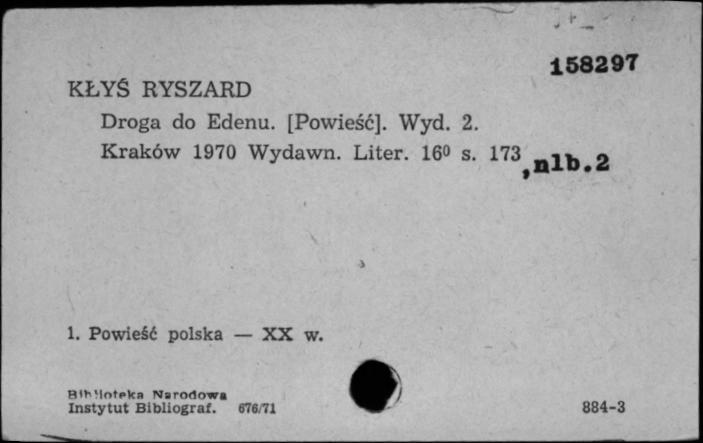 158297
KŁYŚ RYSZARD
Droga do Edenu. [Powieść]. Wyd. 2.
Kraków 1970 Wydawn. Liter. 16⁰ s. 173 ,nlb.2
1. Powieść polska — XX w.
Biblioteka Narodowa
Instytut Bibliograf. 676/71
884-3